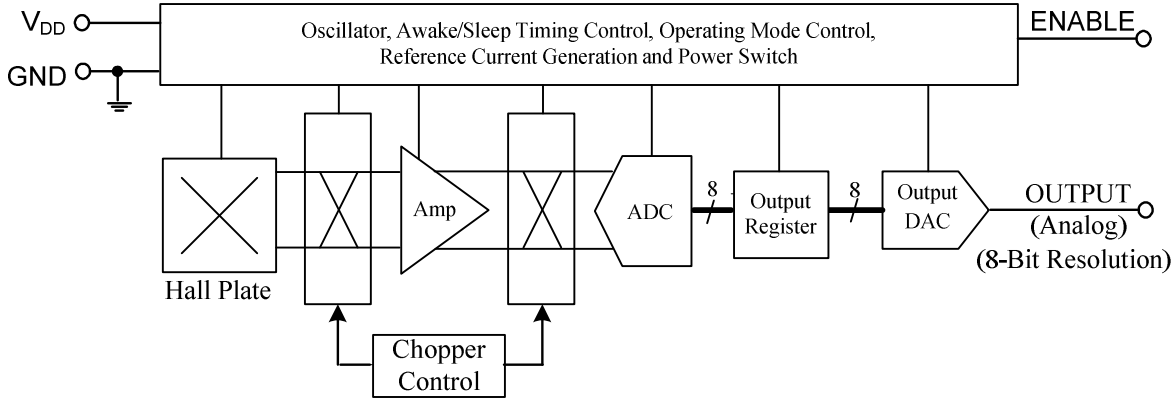 VDD
Oscillator, Awake/Sleep Timing Control, Operating Mode Control,
Reference Current Generation and Power Switch
ENABLE
GND
Hall Plate
Amp
ADC
8
Output
Register
8
Output
DAC
OUTPUT
(Analog)
(8-Bit Resolution)
Chopper
Control